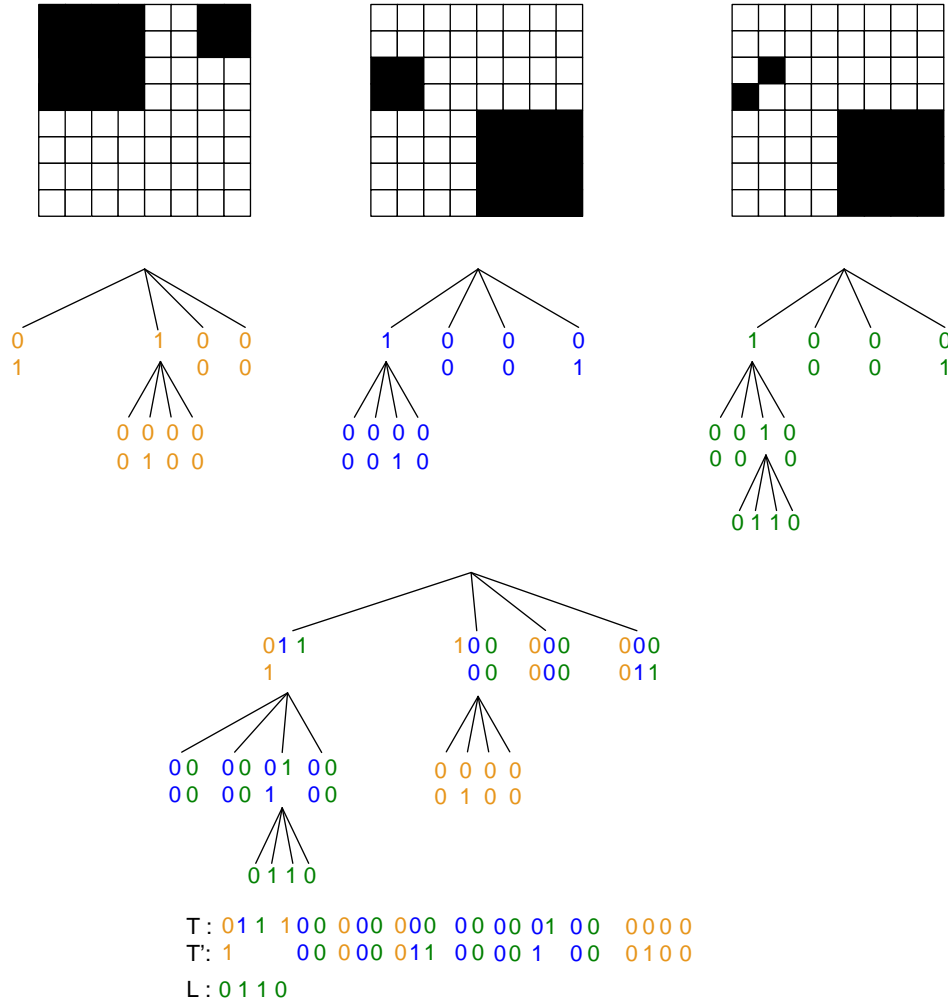 0 1 0 0 1 0 0 0 1 0 0 0
1 0 0 0 0 1 0 0 1
0 0 0 0 0 0 0 0 0 0 1 0
0 1 0 0 0 0 1 0 0 0 0
0 1 1 0
0 1 1 1 0 0 0 0 0 0 0 0
1 0 0 0 0 0 0 1 1
0 0 0 0 0 1 0 0 0 0 0 0
0 0 0 0 1 0 0 0 1 0 0
0 1 1 0
T : 0 1 1 1 0 0 0 0 0 0 0 0 0 0 0 0 0 1 0 0 0 0 0 0
T': 1 0 0 0 0 0 0 1 1 0 0 0 0 1 0 0 0 1 0 0
L : 0 1 1 0